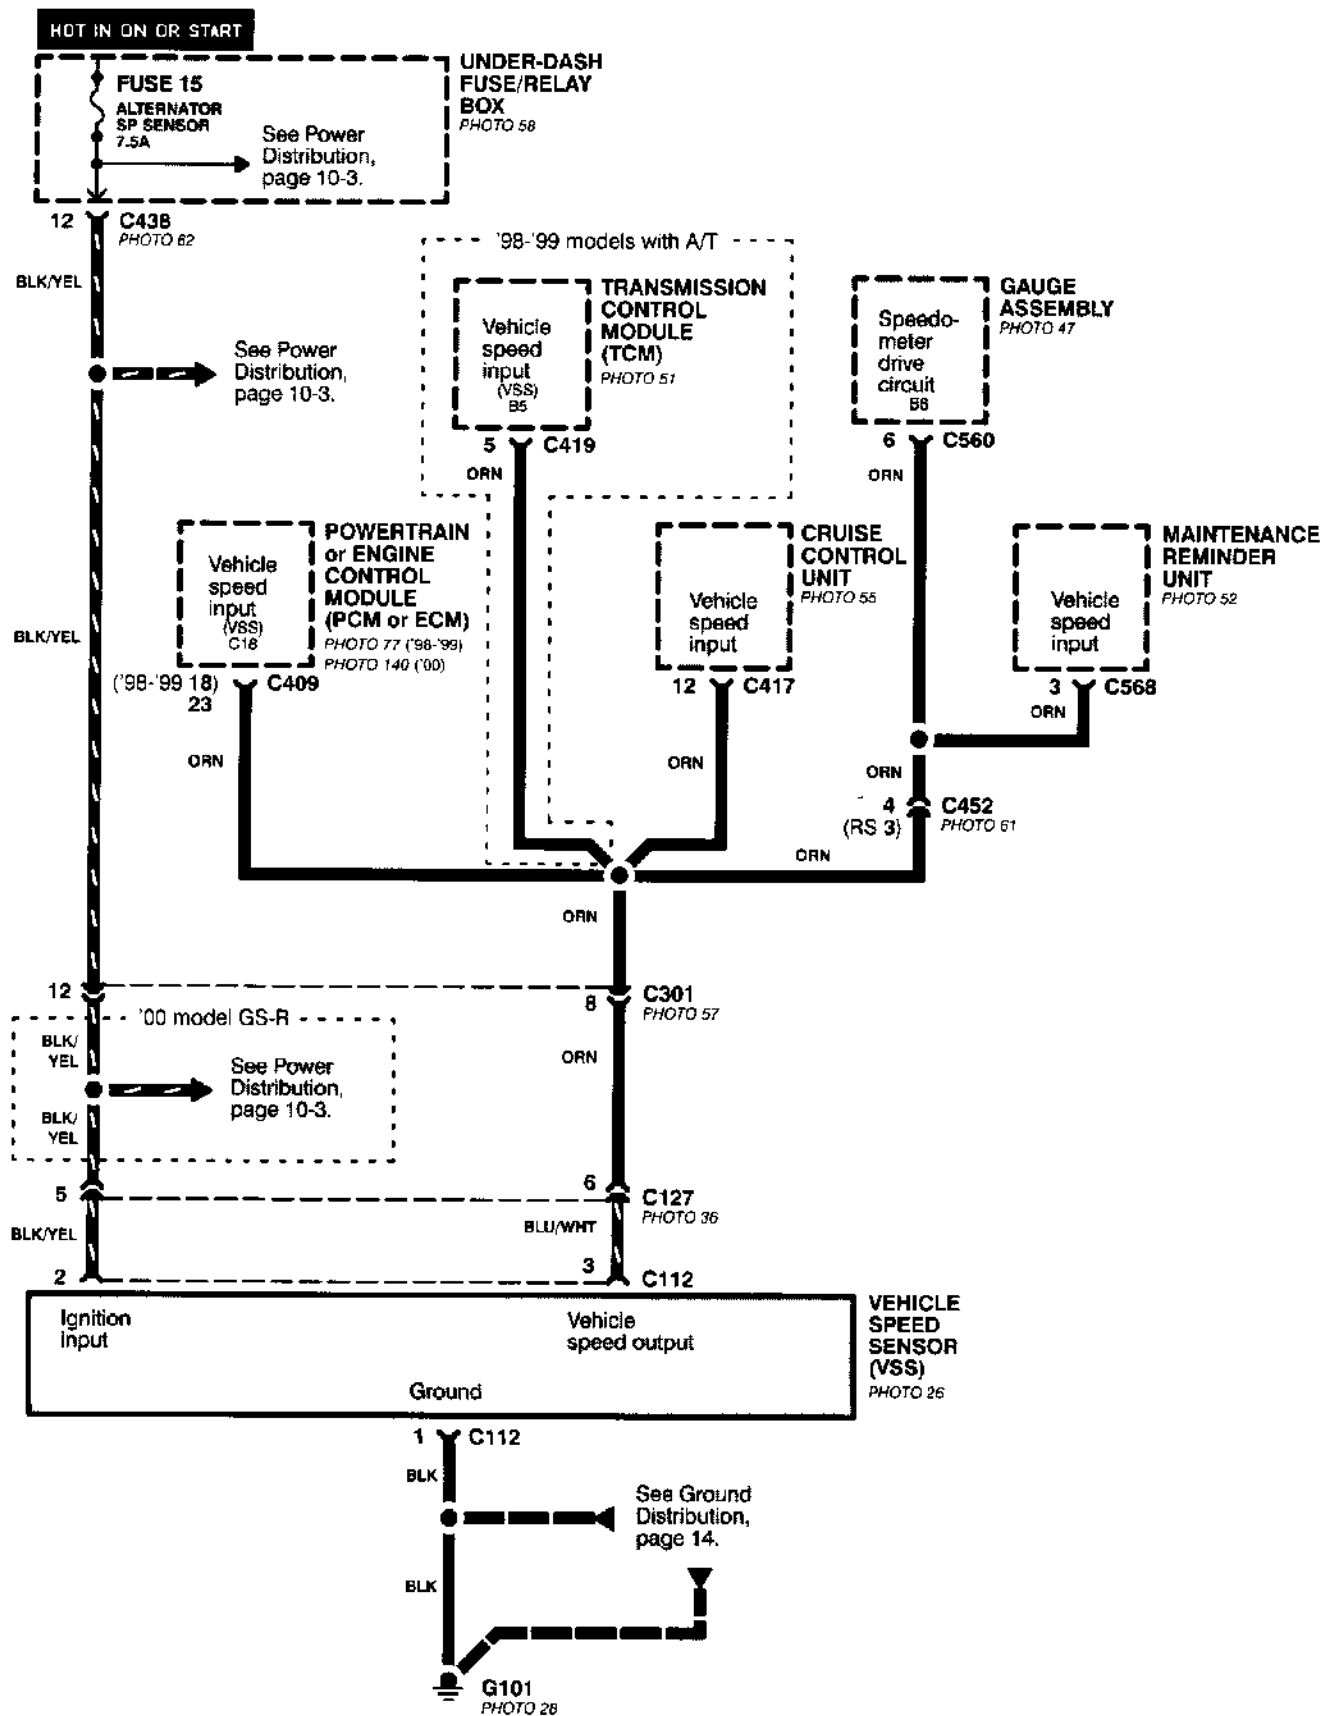 HOT IN ON OR START
UNDER-DASH
FUSE/RELAY
BOX
PHOTO 58
FUSE 15
ALTERNATOR
SP SENSOR
7.5A
See Power
Distribution,
page 10-3.
12
C438
PHOTO 62
BLK/YEL
See Power
Distribution,
page 10-3.
'98-'99 models with A/T
Vehicle
speed
input
(VSS)
B5
TRANSMISSION
CONTROL
MODULE
(TCM)
PHOTO 51
5
C419
ORN
Speedo-
meter
drive
circuit
B6
GAUGE
ASSEMBLY
PHOTO 47
6
C560
ORN
Vehicle
speed
input
(VSS)
C18
POWERTRAIN
or ENGINE
CONTROL
MODULE
(PCM or ECM)
PHOTO 77 ('98-'99)
PHOTO 140 ('00)
('98-'99 18)
23
C409
ORN
Vehicle
speed
input
CRUISE
CONTROL
UNIT
PHOTO 55
12
C417
ORN
Vehicle
speed
input
MAINTENANCE
REMINDER
UNIT
PHOTO 52
3
C568
ORN
BLK/YEL
ORN
4
(RS 3)
C452
PHOTO 61
ORN
ORN
12
8
C301
PHOTO 57
'00 model GS-R
BLK/
YEL
See Power
Distribution,
page 10-3.
BLK/
YEL
ORN
5
6
C127
PHOTO 36
BLK/YEL
BLU/WHT
2
3
C112
Ignition
input
Vehicle
speed output
Ground
VEHICLE
SPEED
SENSOR
(VSS)
PHOTO 26
1
C112
BLK
See Ground
Distribution,
page 14.
BLK
G101
PHOTO 28